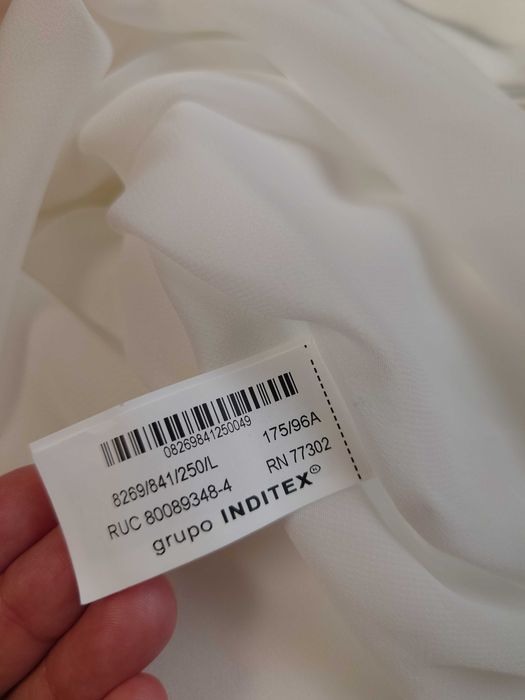 08269841250049
8269/841/250/L 175/96A
RUC 80089348-4 RN 77302
grupo INDITEX